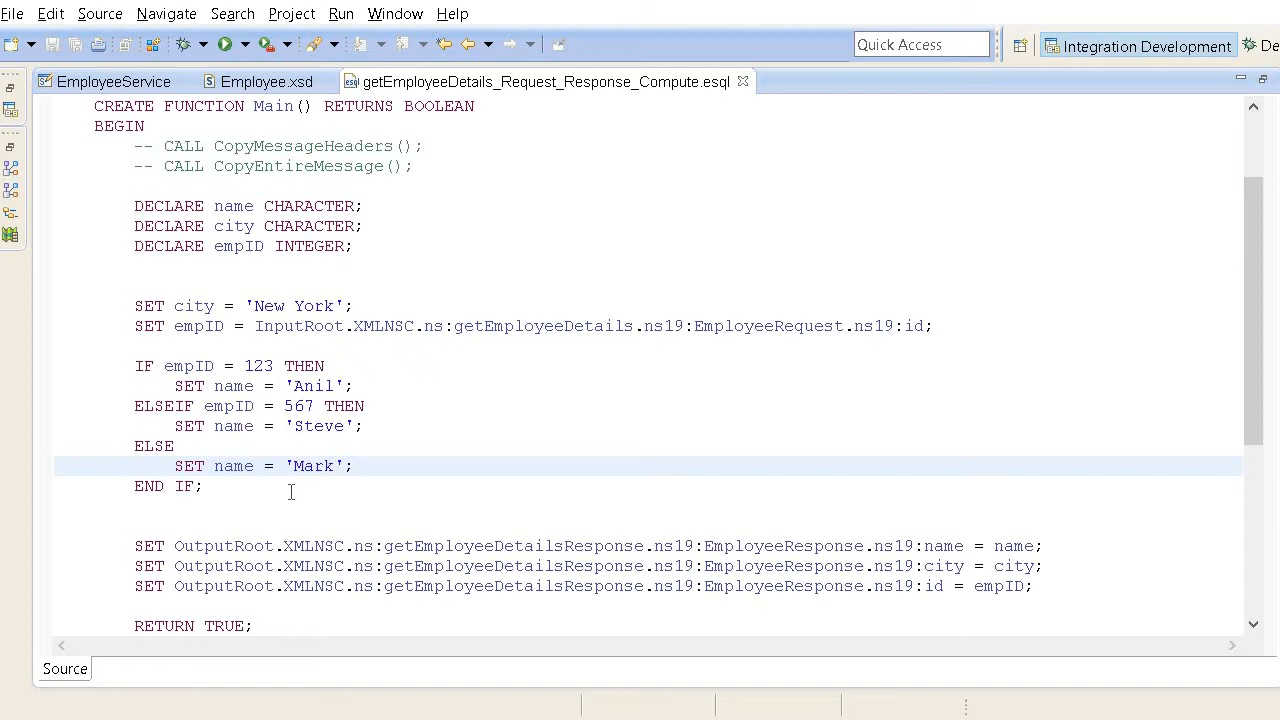 File Edit Source Navigate Search Project Run Window Help
Quick Access Integration Development De
EmployeeService Employee.xsd getEmployeeDetails_Request_Response_Compute.esql
CREATE FUNCTION Main() RETURNS BOOLEAN
BEGIN
-- CALL CopyMessageHeaders();
-- CALL CopyEntireMessage();
DECLARE name CHARACTER;
DECLARE city CHARACTER;
DECLARE empID INTEGER;
SET city = 'New York';
SET empID = InputRoot.XMLNSC.ns:getEmployeeDetails.ns19:EmployeeRequest.ns19:id;
IF empID = 123 THEN
SET name = 'Anil';
ELSEIF empID = 567 THEN
SET name = 'Steve';
ELSE
SET name = 'Mark';
END IF;
SET OutputRoot.XMLNSC.ns:getEmployeeDetailsResponse.ns19:EmployeeResponse.ns19:name = name;
SET OutputRoot.XMLNSC.ns:getEmployeeDetailsResponse.ns19:EmployeeResponse.ns19:city = city;
SET OutputRoot.XMLNSC.ns:getEmployeeDetailsResponse.ns19:EmployeeResponse.ns19:id = empID;
RETURN TRUE;
Source